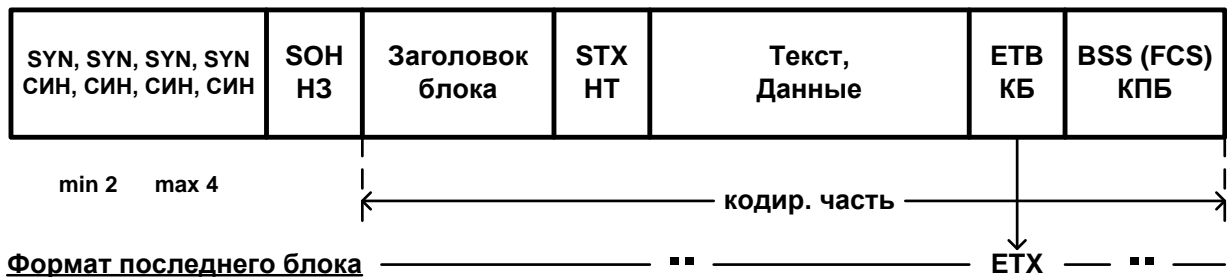 SYN, SYN, SYN, SYN
СИН, СИН, СИН, СИН
SOH
НЗ
Заголовок
блока
STX
НТ
Текст,
Данные
ETB
КБ
BSS (FCS)
КПБ
min 2 max 4
кодир. часть
Формат последнего блока " ETX "